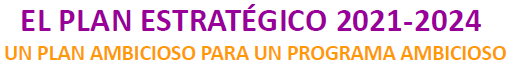 EL PLAN ESTRATÉGICO 2021-2024
UN PLAN AMBICIOSO PARA UN PROGRAMA AMBICIOSO